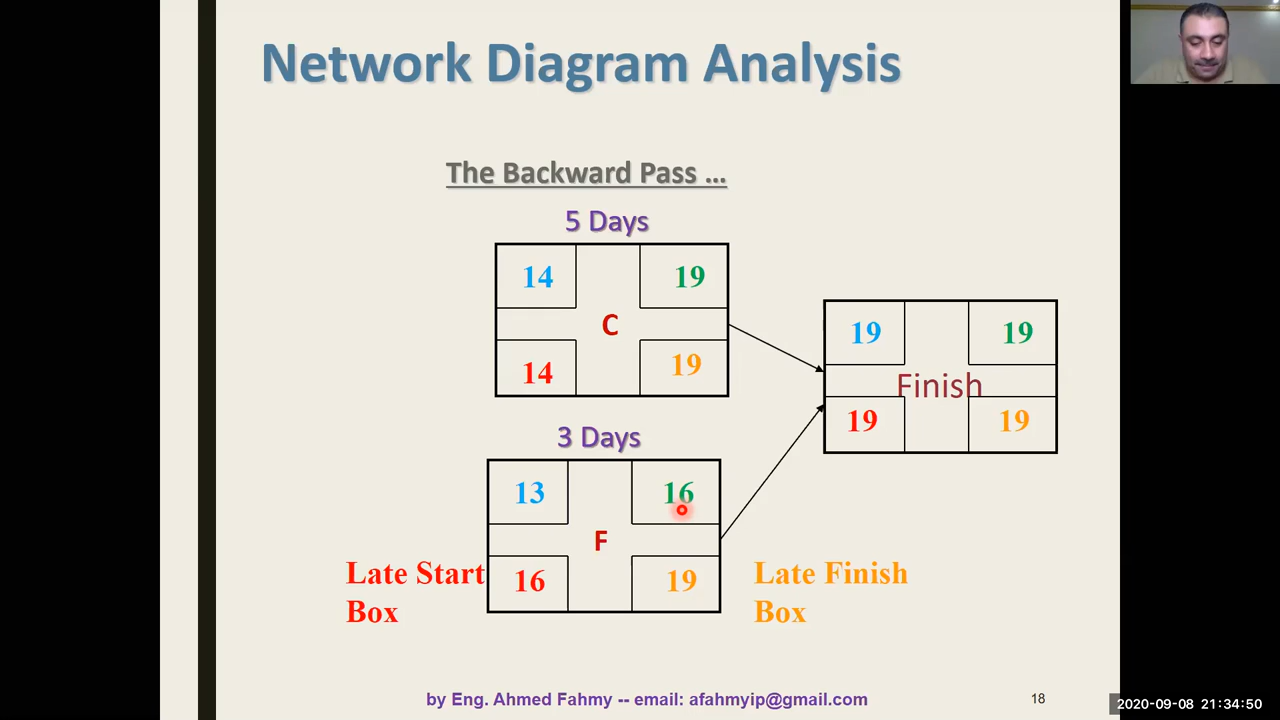 Network Diagram Analysis
The Backward Pass ...
5 Days
14
19
C
14
19
19
19
Finish
19
19
3 Days
13
16
F
16
19
Late Start
Box
Late Finish
Box
by Eng. Ahmed Fahmy -- email: afahmyip@gmail.com
18
2020-09-08 21:34:50